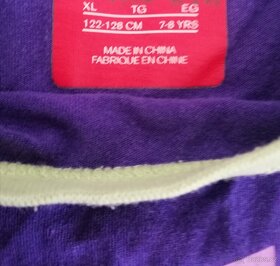 XL TG EG
122-128 CM 7-8 YRS
MADE IN CHINA
FABRIQUE EN CHINE